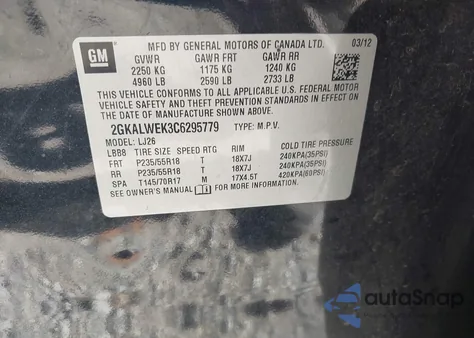 GM
MFD BY GENERAL MOTORS OF CANADA LTD. 03/12
GVWR GAWR FRT GAWR RR
2250 KG 1175 KG 1240 KG
4960 LB 2590 LB 2733 LB
THIS VEHICLE CONFORMS TO ALL APPLICABLE U.S. FEDERAL MOTOR
VEHICLE SAFETY, BUMPER, AND THEFT PREVENTION STANDARDS IN
EFFECT ON THE DATE OF MANUFACTURE SHOWN ABOVE.
2GKALWEK3C6295779 TYPE: M.P.V.
MODEL: LJ26
LBB8 TIRE SIZE SPEED RTG RIM COLD TIRE PRESSURE
FRT P235/55R18 T 18X7J 240KPA(35PSI)
RR P235/55R18 T 18X7J 240KPA(35PSI)
SPA T145/70R17 M 17X4.5T 420KPA(60PSI)
SEE OWNER'S MANUAL FOR MORE INFORMATION.
autoSnap